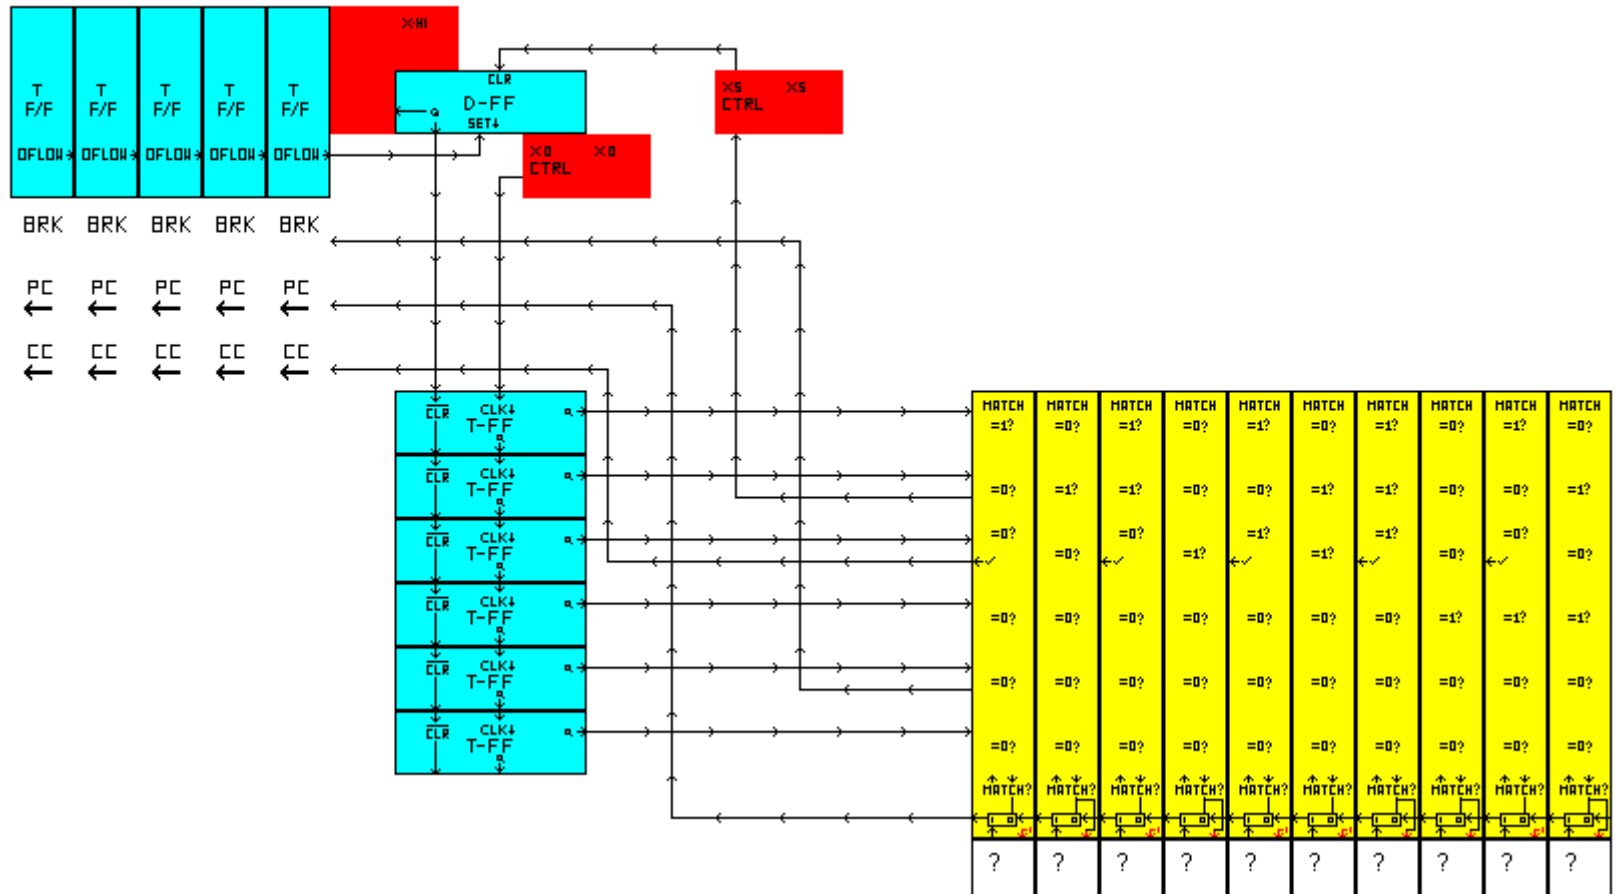 X-HI
CLR
D-FF
Q
SET↓
X5 X5
CTRL
T T T T T
F/F F/F F/F F/F F/F
OFLOW OFLOW OFLOW OFLOW OFLOW
X0 X0
CTRL
BRK BRK BRK BRK BRK
PC PC PC PC PC
← ← ← ← ←
CC CC CC CC CC
← ← ← ← ←
CLR CLK↓ Q
T-FF
Q
CLR CLK↓ Q
T-FF
Q
CLR CLK↓ Q
T-FF
Q
CLR CLK↓ Q
T-FF
Q
CLR CLK↓ Q
T-FF
Q
CLR CLK↓ Q
T-FF
Q
MATCH MATCH MATCH MATCH MATCH MATCH MATCH MATCH MATCH MATCH
=1? =0? =1? =0? =1? =0? =1? =0? =1? =0?
=0? =1? =1? =0? =0? =1? =1? =0? =0? =1?
=0? =0? =0? =1? =1? =1? =1? =0? =0? =0?
←✓ ←✓ ←✓ ←✓ ←✓
=0? =0? =0? =0? =0? =0? =0? =1? =1? =1?
=0? =0? =0? =0? =0? =0? =0? =0? =0? =0?
=0? =0? =0? =0? =0? =0? =0? =0? =0? =0?
MATCH? MATCH? MATCH? MATCH? MATCH? MATCH? MATCH? MATCH? MATCH? MATCH?
? ? ? ? ? ? ? ? ? ?